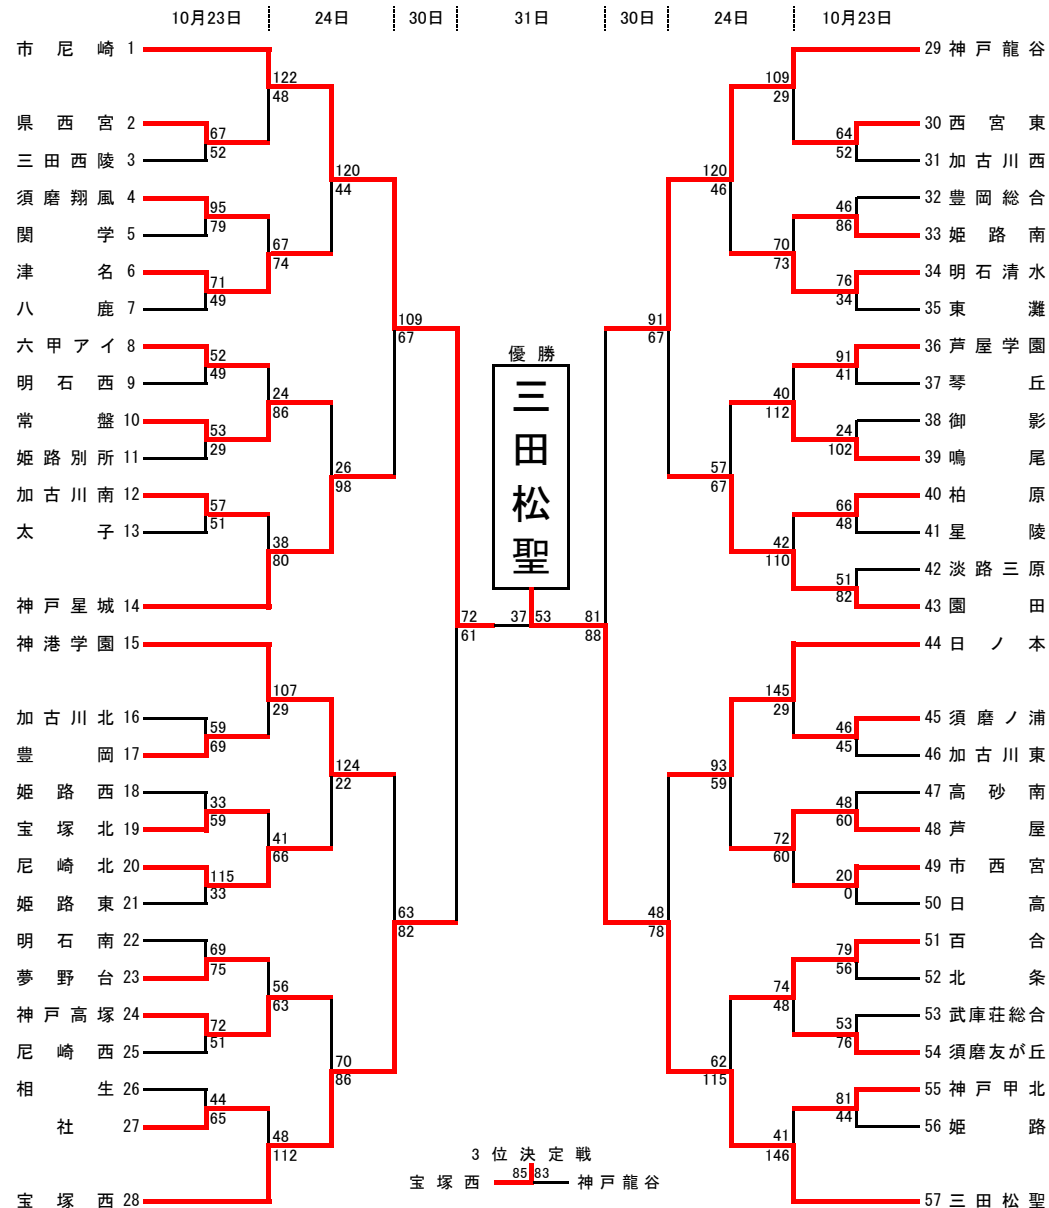 10月23日 24日 30日 31日 30日 24日 10月23日
市尼崎 1
県西宮 2
三田西陵 3
須磨翔風 4
関学 5
津名 6
八鹿 7
六甲アイ 8
明石西 9
常盤 10
姫路別所 11
加古川南 12
太子 13
神戸星城 14
神港学園 15
加古川北 16
豊岡 17
姫路西 18
宝塚北 19
尼崎北 20
姫路東 21
明石南 22
夢野台 23
神戸高塚 24
尼崎西 25
相生 26
社 27
宝塚西 28
67
52
95
79
71
49
52
49
53
29
57
51
59
69
33
59
115
33
69
75
72
51
44
65
122
48
67
74
24
86
38
80
107
29
41
66
56
63
48
112
120
44
26
98
124
22
70
86
109
67
63
82
72
61
優勝
三田松聖
37 53
81
88
91
67
48
78
120
46
57
67
93
59
62
115
109
29
70
73
40
112
42
110
145
29
72
60
74
48
41
146
64
52
46
86
76
34
91
41
24
102
66
48
51
82
46
45
48
60
20
0
79
56
53
76
81
44
29 神戸龍谷
30 西宮東
31 加古川西
32 豊岡総合
33 姫路南
34 明石清水
35 東灘
36 芦屋学園
37 琴丘
38 御影
39 鳴尾
40 柏原
41 星陵
42 淡路三原
43 園田
44 日ノ本
45 須磨ノ浦
46 加古川東
47 高砂南
48 芦屋
49 市西宮
50 日高
51 百合
52 北条
53 武庫荘総合
54 須磨友が丘
55 神戸甲北
56 姫路
57 三田松聖
3位決定戦
宝塚西 85 83 神戸龍谷